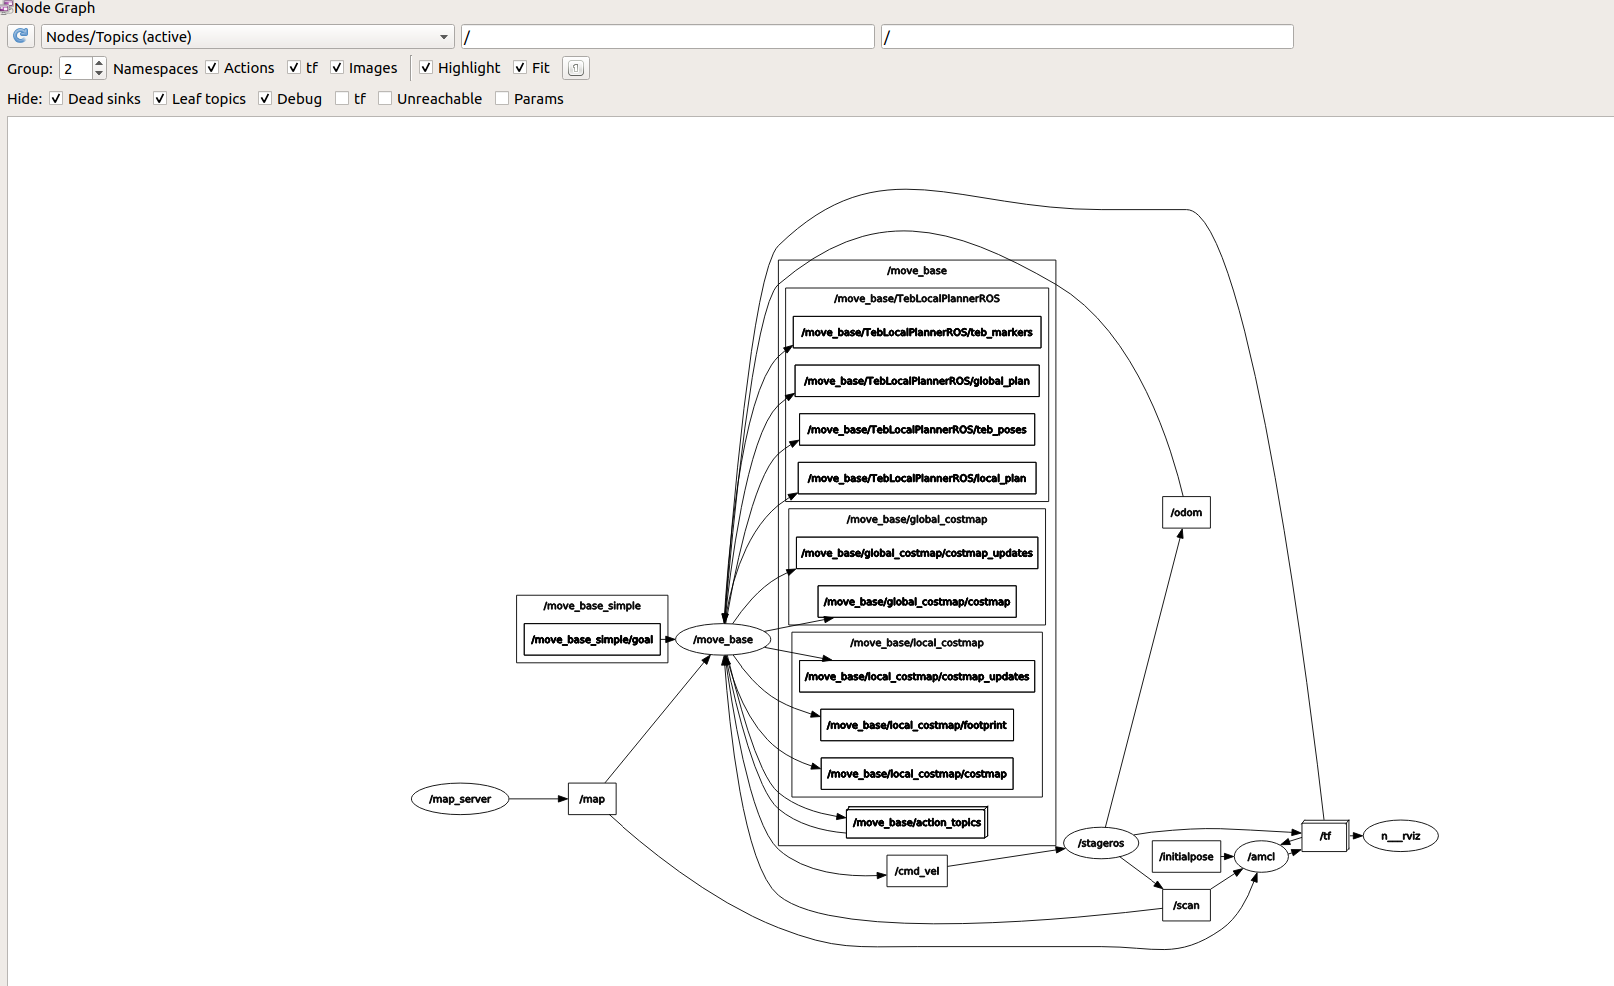 Node Graph
Nodes/Topics (active) / /
Group: 2 Namespaces Actions tf Images Highlight Fit
Hide: Dead sinks Leaf topics Debug tf Unreachable Params
/move_base
/move_base/TebLocalPlannerROS
/move_base/TebLocalPlannerROS/teb_markers
/move_base/TebLocalPlannerROS/global_plan
/move_base/TebLocalPlannerROS/teb_poses
/move_base/TebLocalPlannerROS/local_plan
/odom
/move_base/global_costmap
/move_base/global_costmap/costmap_updates
/move_base/global_costmap/costmap
/move_base_simple
/move_base_simple/goal
/move_base
/move_base/local_costmap
/move_base/local_costmap/costmap_updates
/move_base/local_costmap/footprint
/move_base/local_costmap/costmap
/map_server
/map
/move_base/action_topics
/stageros
/tf
n___rviz
/initialpose
/amcl
/cmd_vel
/scan